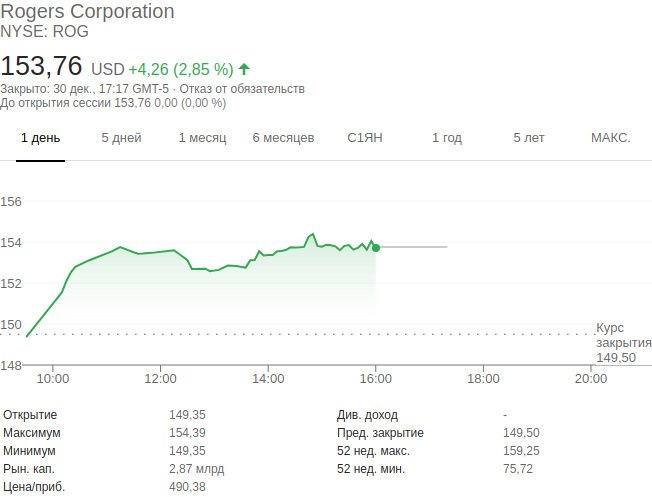 Rogers Corporation
NYSE: ROG
153,76 USD +4,26 (2,85 %)
Закрыто: 30 дек., 17:17 GMT-5 · Отказ от обязательств
До открытия сессии 153,76 0,00 (0,00 %)
1 день 5 дней 1 месяц 6 месяцев С1ЯН 1 год 5 лет МАКС.
156
154
152
150
148
Курс
закрытия
149,50
10:00 12:00 14:00 16:00 18:00 20:00
Открытие 149,35 Див. доход -
Максимум 154,39 Пред. закрытие 149,50
Минимум 149,35 52 нед. макс. 159,25
Рын. кап. 2,87 млрд 52 нед. мин. 75,72
Цена/приб. 490,38